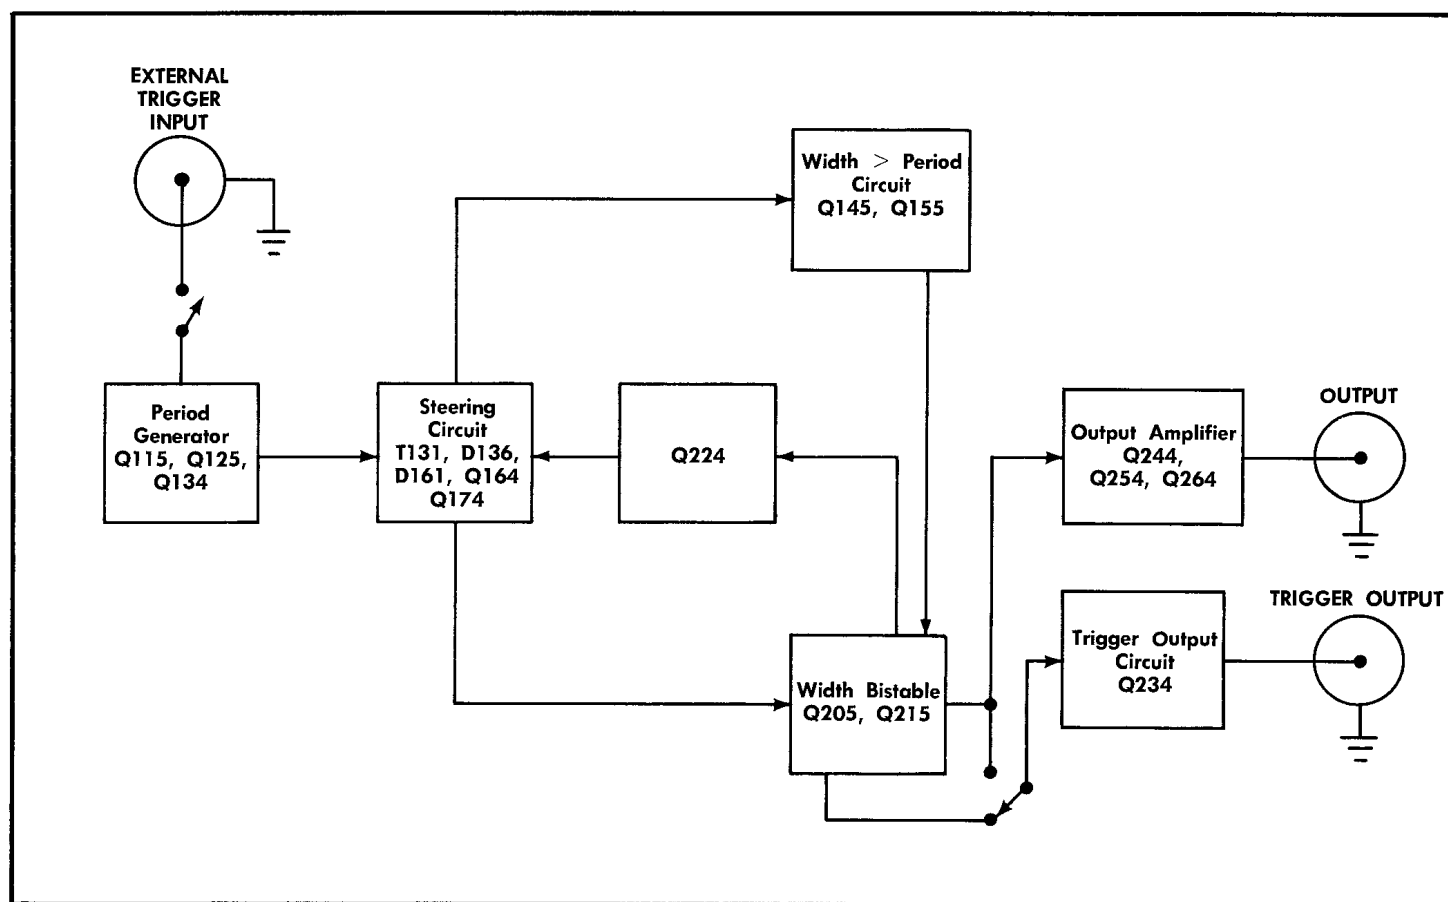 EXTERNAL
TRIGGER
INPUT
Width > Period
Circuit
Q145, Q155
Period
Generator
Q115, Q125,
Q134
Steering
Circuit
T131, D136,
D161, Q164
Q174
Q224
Output Amplifier
Q244,
Q254, Q264
OUTPUT
Width Bistable
Q205, Q215
Trigger Output
Circuit
Q234
TRIGGER OUTPUT